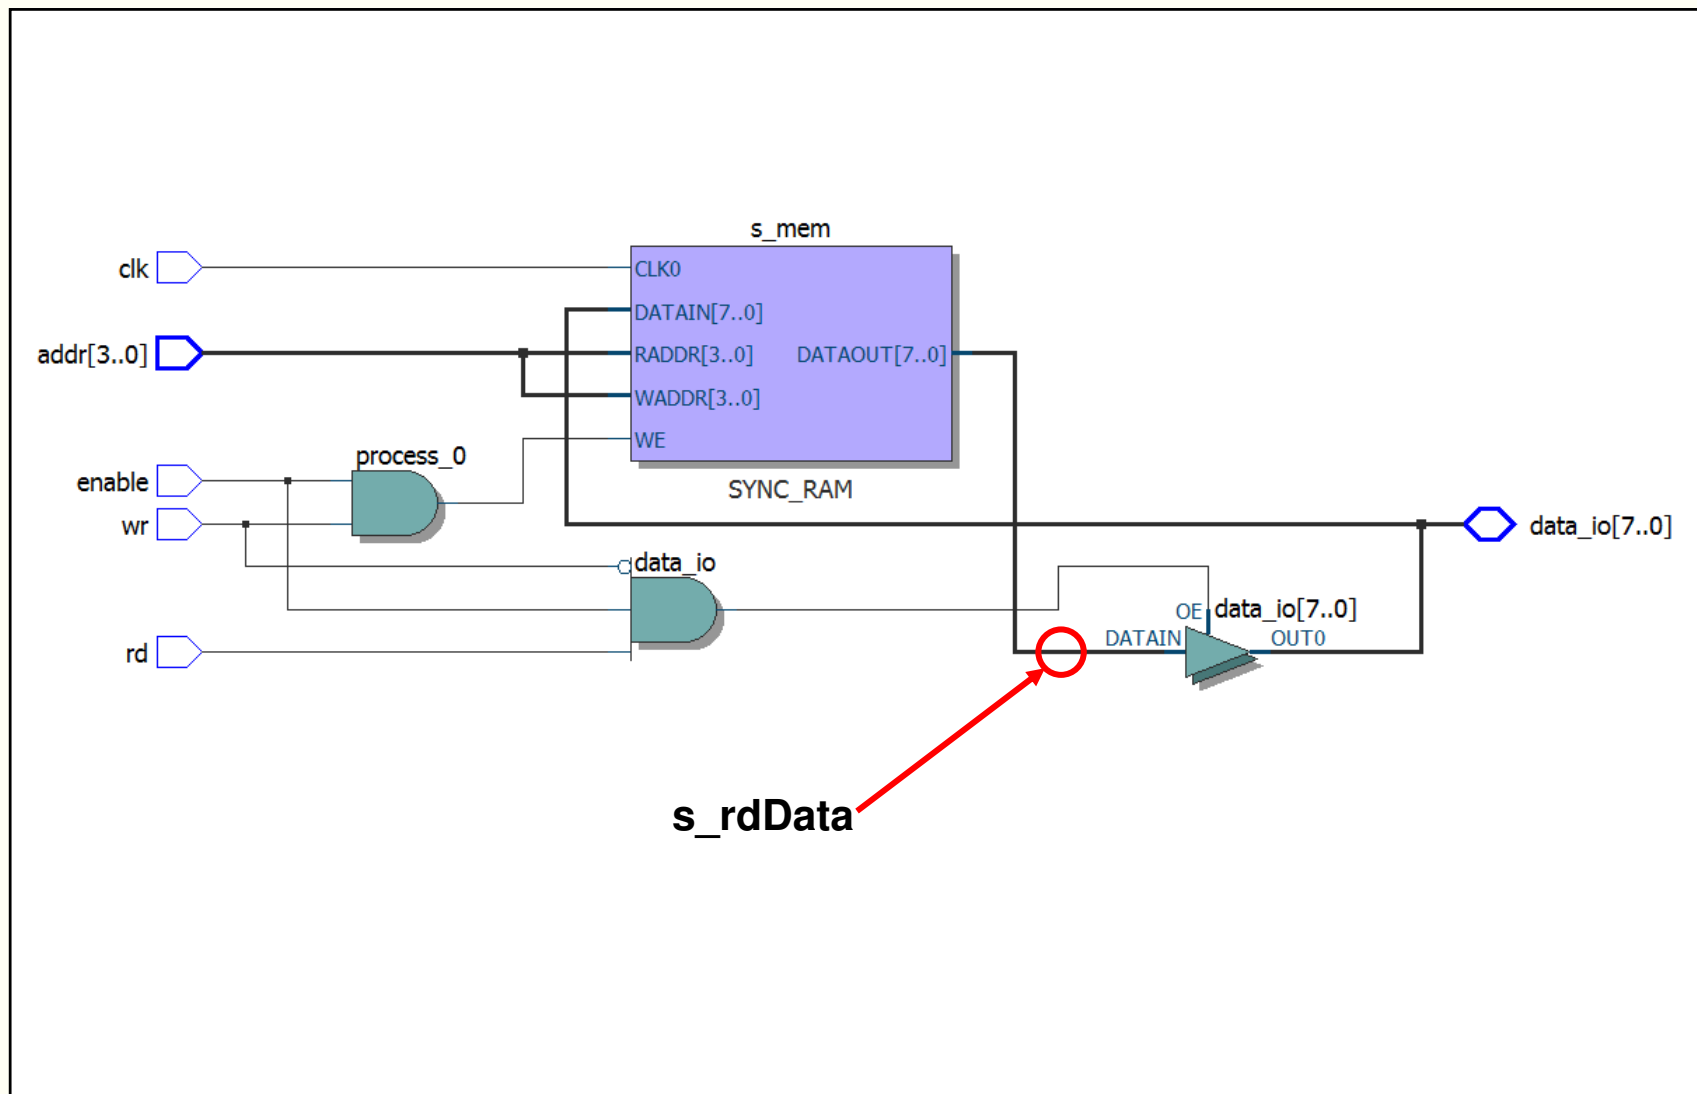 s_mem
clk
CLK0
DATAIN[7..0]
addr[3..0]
RADDR[3..0]
DATAOUT[7..0]
WADDR[3..0]
WE
process_0
enable
SYNC_RAM
wr
data_io[7..0]
data_io
OE
data_io[7..0]
rd
DATAIN
OUT0
s_rdData